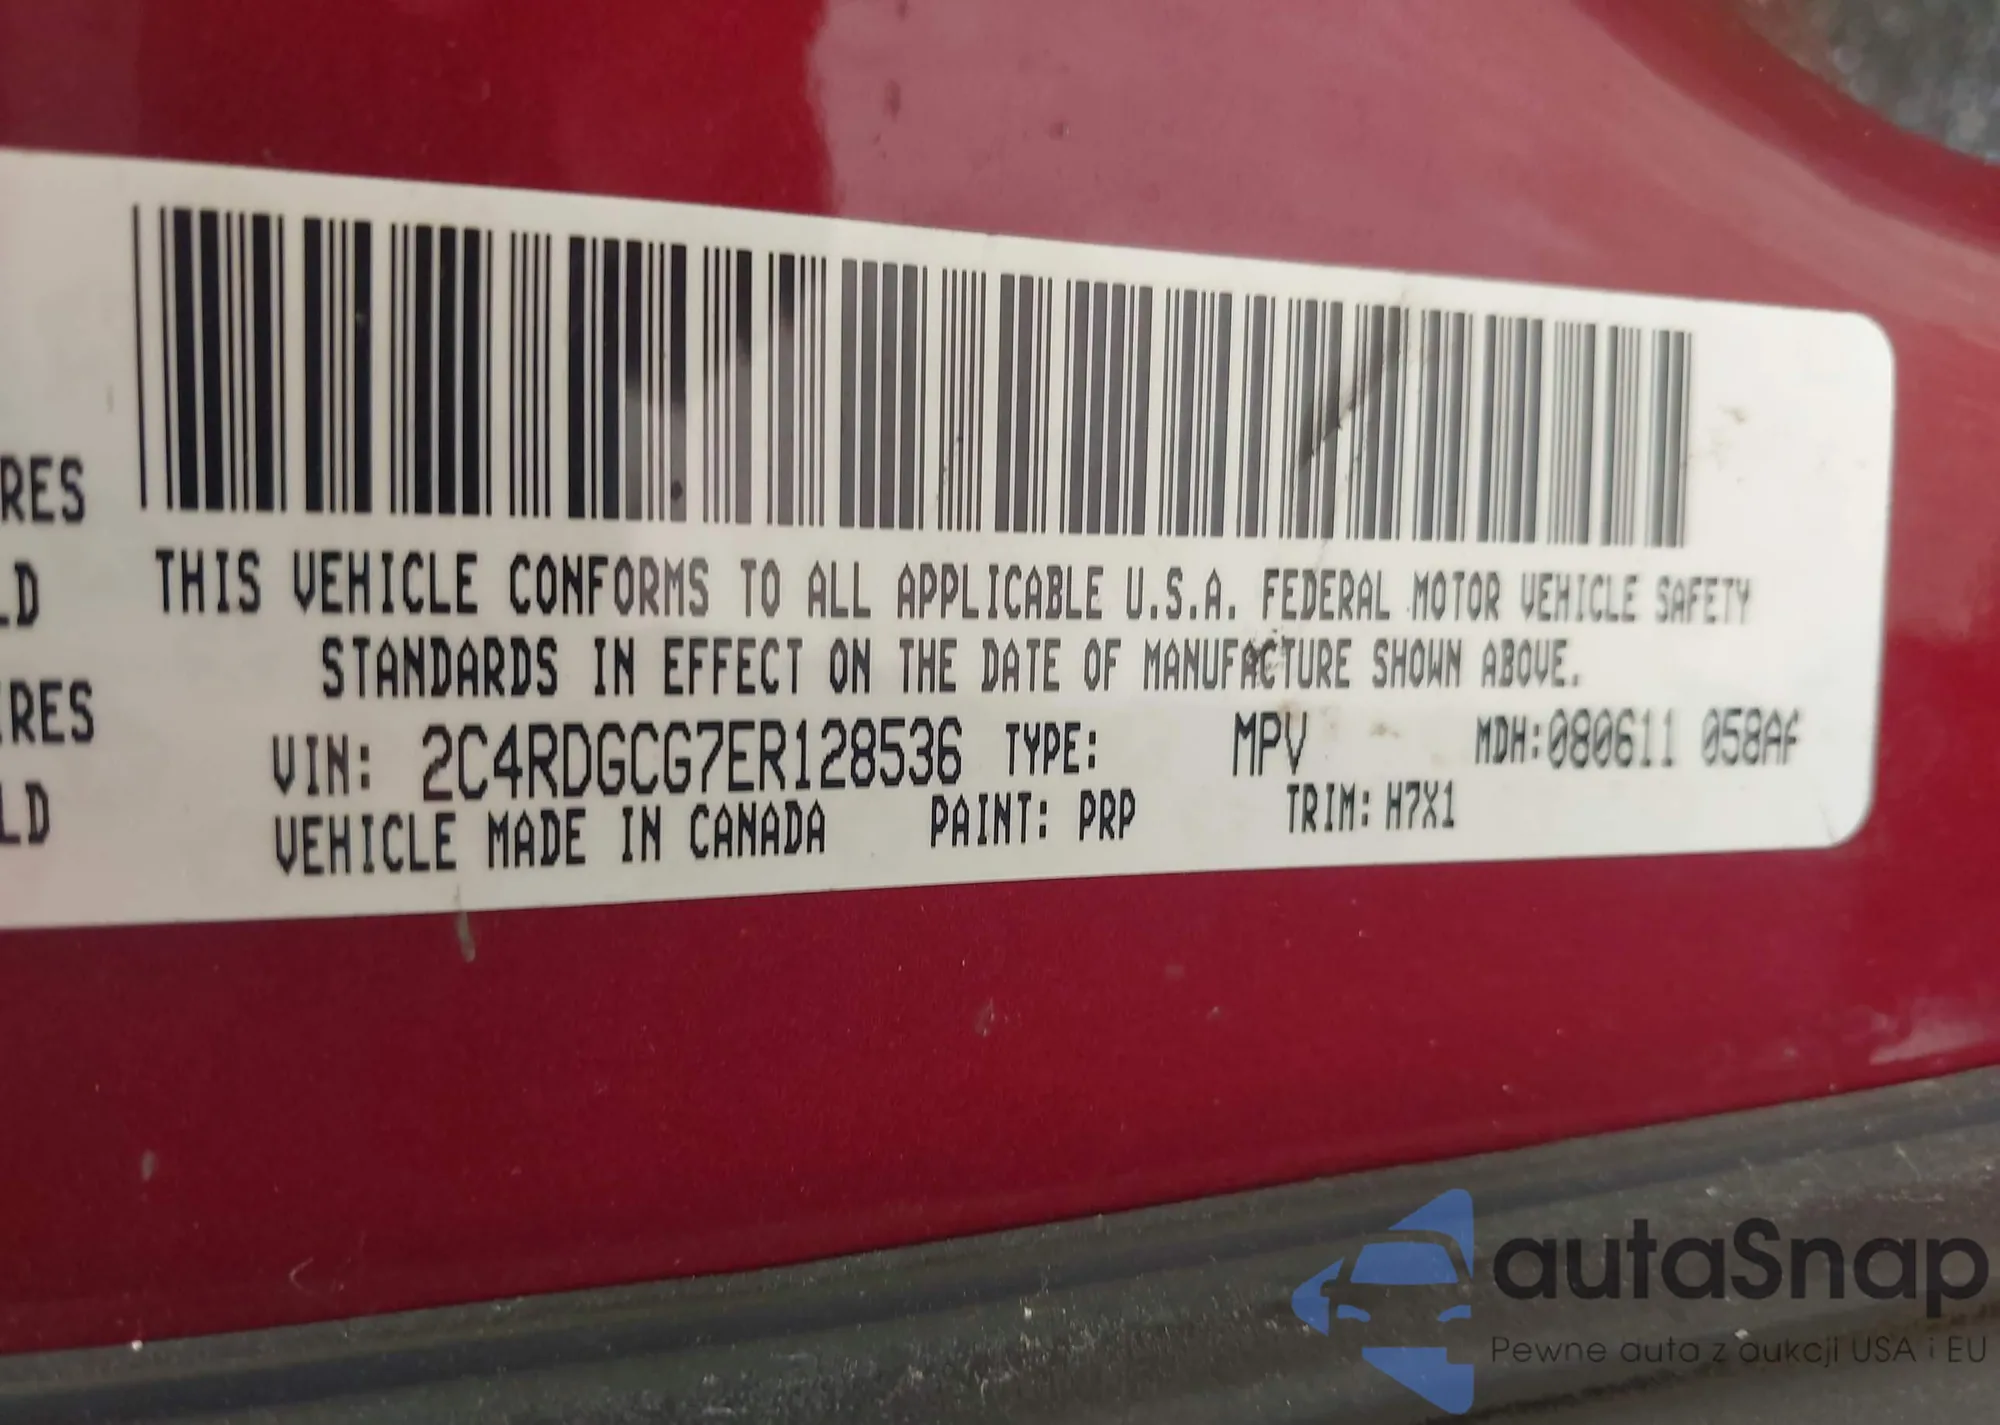 RES
LD
RES
LD
THIS VEHICLE CONFORMS TO ALL APPLICABLE U.S.A. FEDERAL MOTOR VEHICLE SAFETY
STANDARDS IN EFFECT ON THE DATE OF MANUFACTURE SHOWN ABOVE.
VIN: 2C4RDGCG7ER128536 TYPE: MPV MDH:080611 058AF
VEHICLE MADE IN CANADA PAINT: PRP TRIM: H7X1
autaSnap
Pewne auta z aukcji USA i EU